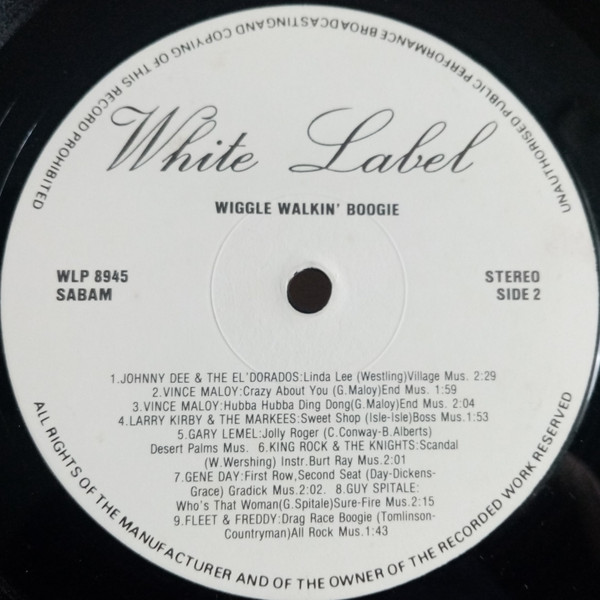 UNAUTHORISED PUBLIC PERFORMANCE BROADCASTING AND COPYING OF THIS RECORD PROHIBITED
White Label
WIGGLE WALKIN' BOOGIE
WLP 8945
SABAM
STEREO
SIDE 2
1.JOHNNY DEE & THE EL'DORADOS:Linda Lee (Westling)Village Mus. 2:29
2.VINCE MALOY:Crazy About You (G.Maloy)End Mus. 1:59
3.VINCE MALOY:Hubba Hubba Ding Dong(G.Maloy)End Mus. 2:04
4.LARRY KIRBY & THE MARKEES:Sweet Shop (Isle-Isle)Boss Mus.1:53
5.GARY LEMEL:Jolly Roger (C.Conway-B.Alberts)
Desert Palms Mus. 6.KING ROCK & THE KNIGHTS:Scandal
(W.Wershing) Instr.Burt Ray Mus.2:01
7.GENE DAY:First Row,Second Seat (Day-Dickens-
Grace) Gradick Mus.2:02. 8.GUY SPITALE:
Who's That Woman(G.Spitale)Sure-Fire Mus.2:15
9.FLEET & FREDDY:Drag Race Boogie (Tomlinson-
Countryman)All Rock Mus.1:43
ALL RIGHTS OF THE MANUFACTURER AND OF THE OWNER OF THE RECORDED WORK RESERVED